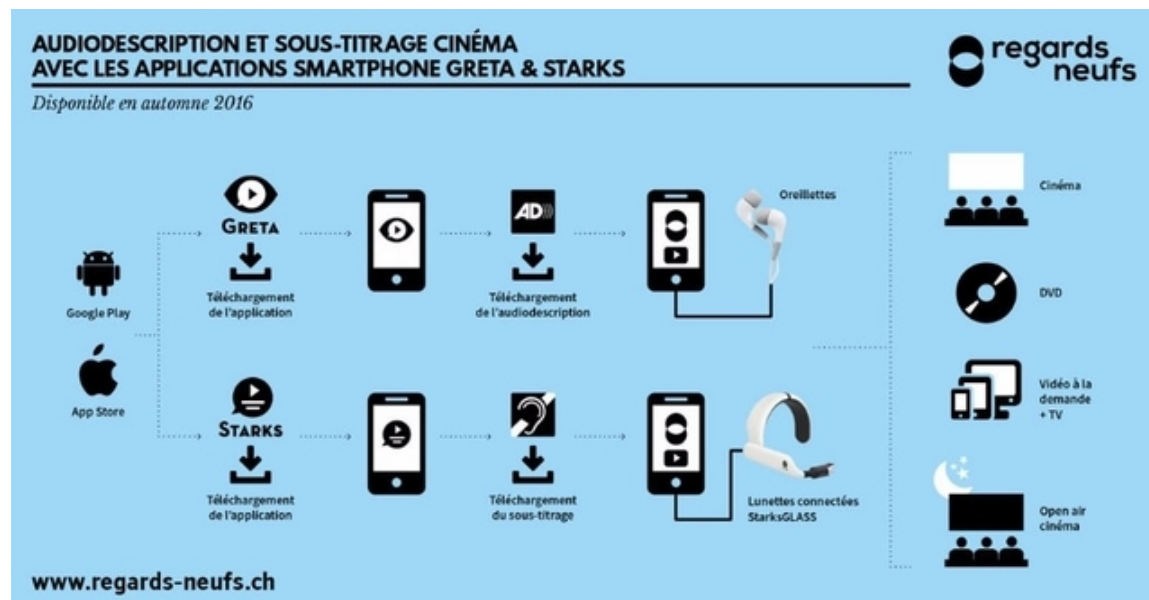 AUDIODESCRIPTION ET SOUS-TITRAGE CINÉMA
AVEC LES APPLICATIONS SMARTPHONE GRETA & STARKS
Disponible en automne 2016
regards
neufs
Google Play
App Store
GRETA
Téléchargement
de l'application
AD
Téléchargement
de l'audiodescription
Oreillettes
STARKS
Téléchargement
de l'application
Téléchargement
du sous-titrage
Lunettes connectées
StarksGLASS
Cinéma
DVD
Vidéo à la
demande
+ TV
Open air
cinéma
www.regards-neufs.ch